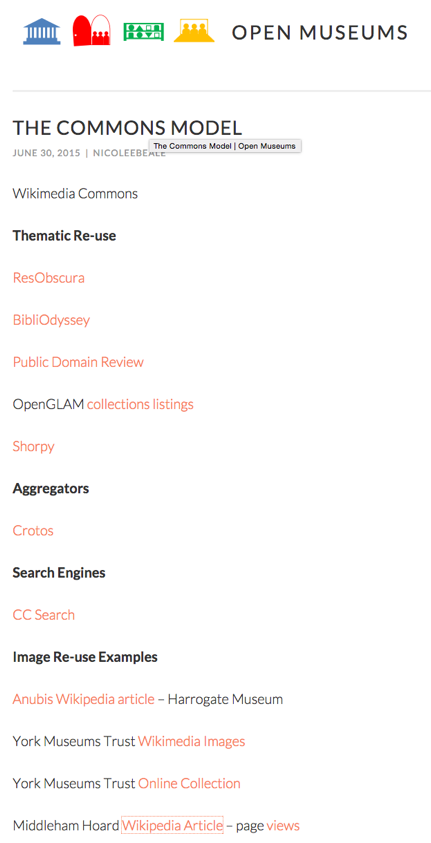 OPEN MUSEUMS
THE COMMONS MODEL
The Commons Model | Open Museums
JUNE 30, 2015 | NICOLEEBEALE
Wikimedia Commons
Thematic Re-use
ResObscura
BibliOdyssey
Public Domain Review
OpenGLAM collections listings
Shorpy
Aggregators
Crotos
Search Engines
CC Search
Image Re-use Examples
Anubis Wikipedia article – Harrogate Museum
York Museums Trust Wikimedia Images
York Museums Trust Online Collection
Middleham Hoard Wikipedia Article – page views